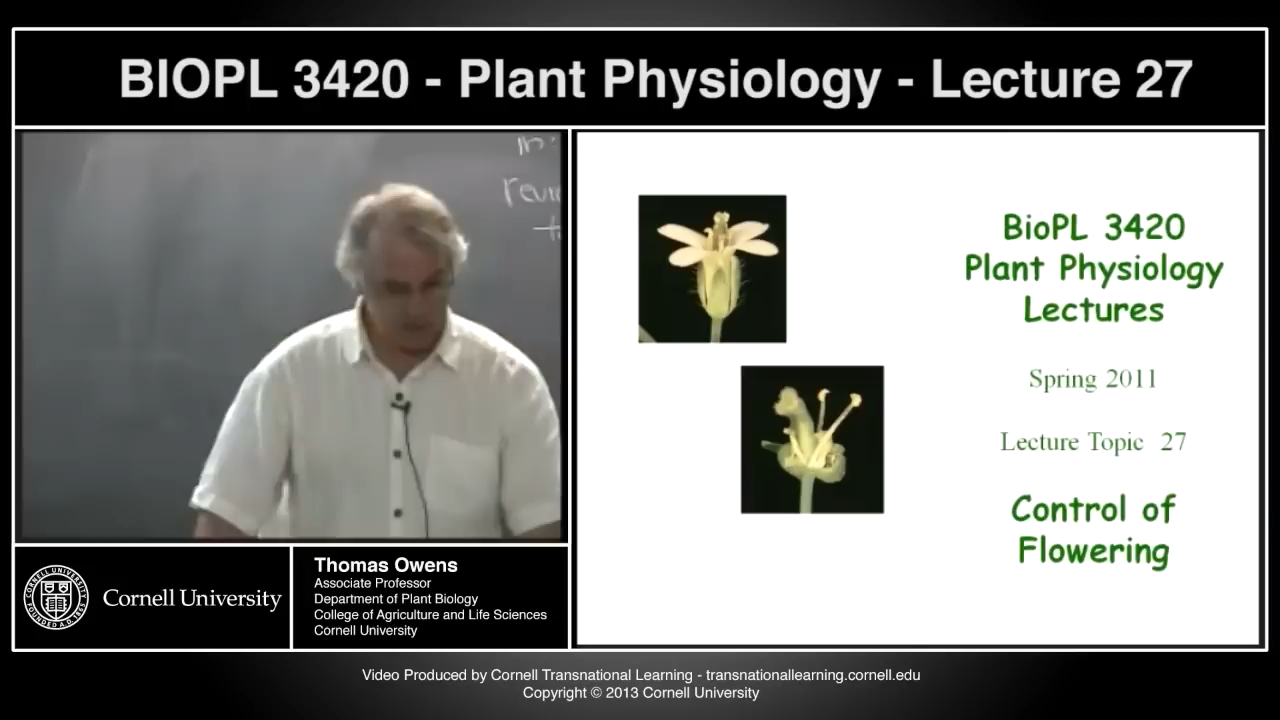 BIOPL 3420 - Plant Physiology - Lecture 27
BioPL 3420
Plant Physiology
Lectures
Spring 2011
Lecture Topic 27
Control of
Flowering
Cornell University
Thomas Owens
Associate Professor
Department of Plant Biology
College of Agriculture and Life Sciences
Cornell University
Video Produced by Cornell Transnational Learning - transnationallearning.cornell.edu
Copyright © 2013 Cornell University